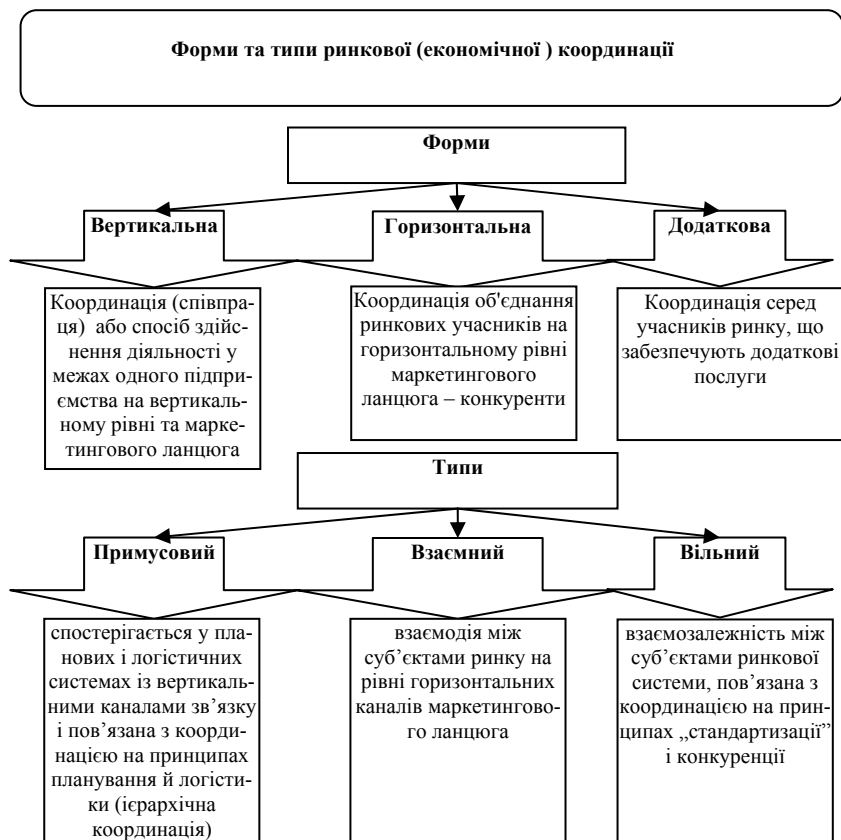 Форми та типи ринкової (економічної ) координації
Форми
Вертикальна
Горизонтальна
Додаткова
Координація (співпра-
ця) або спосіб здійс-
нення діяльності у
межах одного підпри-
ємства на вертикаль-
ному рівні та марке-
тингового ланцюга
Координація об'єднання
ринкових учасників на
горизонтальному рівні
маркетингового
ланцюга – конкуренти
Координація серед
учасників ринку, що
забезпечують додаткові
послуги
Типи
Примусовий
Взаємний
Вільний
спостерігається у пла-
нових і логістичних
системах із вертикаль-
ними каналами зв’язку
і пов’язана з коорди-
нацією на принципах
планування й логісти-
ки (ієрархічна
координація)
взаємодія між
суб’єктами ринку на
рівні горизонтальних
каналів маркетингово-
го ланцюга
взаємозалежність між
суб’єктами ринкової
системи, пов’язана з
координацією на прин-
ципах „стандартизації”
і конкуренції